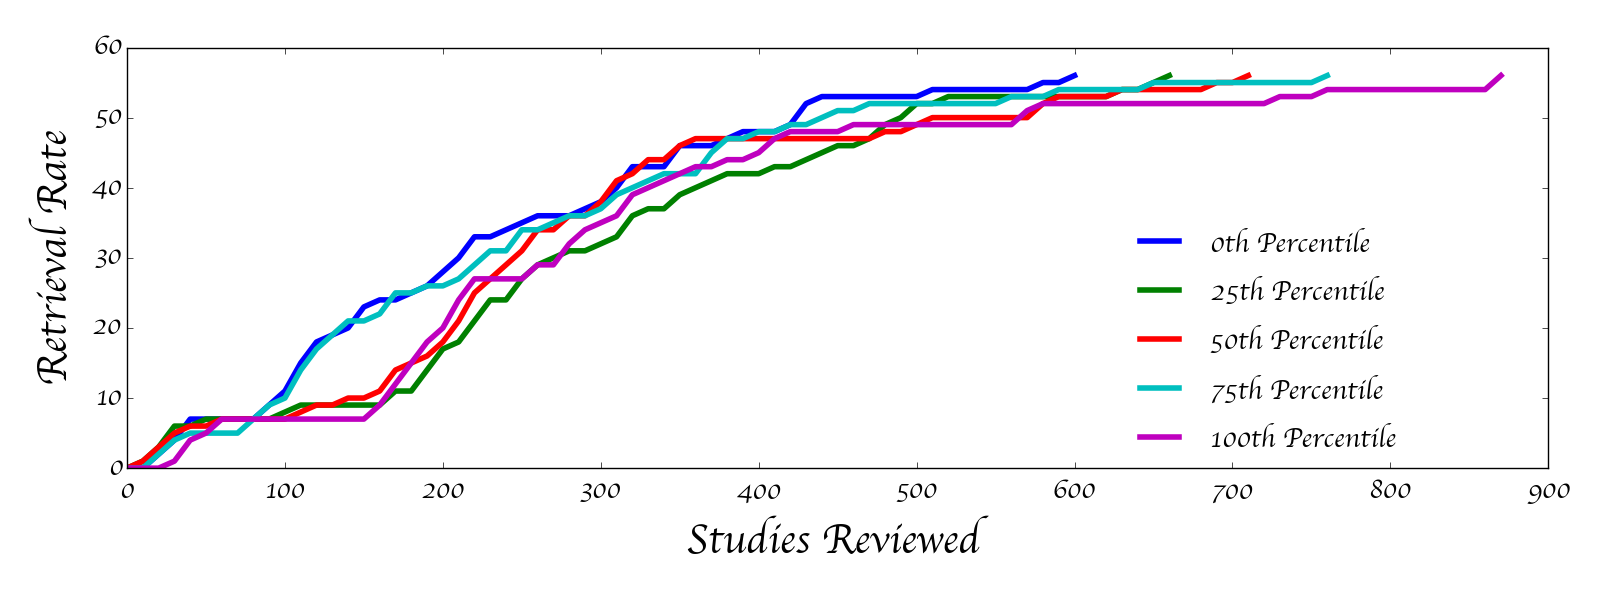 60
50
40
30
20
10
0
Retrieval Rate
0 100 200 300 400 500 600 700 800 900
Studies Reviewed
0th Percentile
25th Percentile
50th Percentile
75th Percentile
100th Percentile